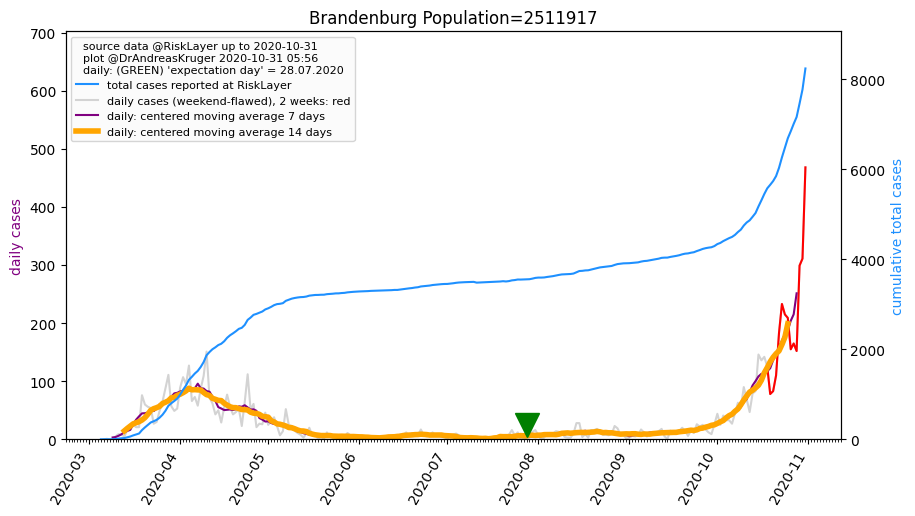 Brandenburg Population=2511917
source data @RiskLayer up to 2020-10-31
plot @DrAndreasKruger 2020-10-31 05:56
daily: (GREEN) 'expectation day' = 28.07.2020
total cases reported at RiskLayer
daily cases (weekend-flawed), 2 weeks: red
daily: centered moving average 7 days
daily: centered moving average 14 days
daily cases
700
600
500
400
300
200
100
0
cumulative total cases
8000
6000
4000
2000
0
2020-03
2020-04
2020-05
2020-06
2020-07
2020-08
2020-09
2020-10
2020-11